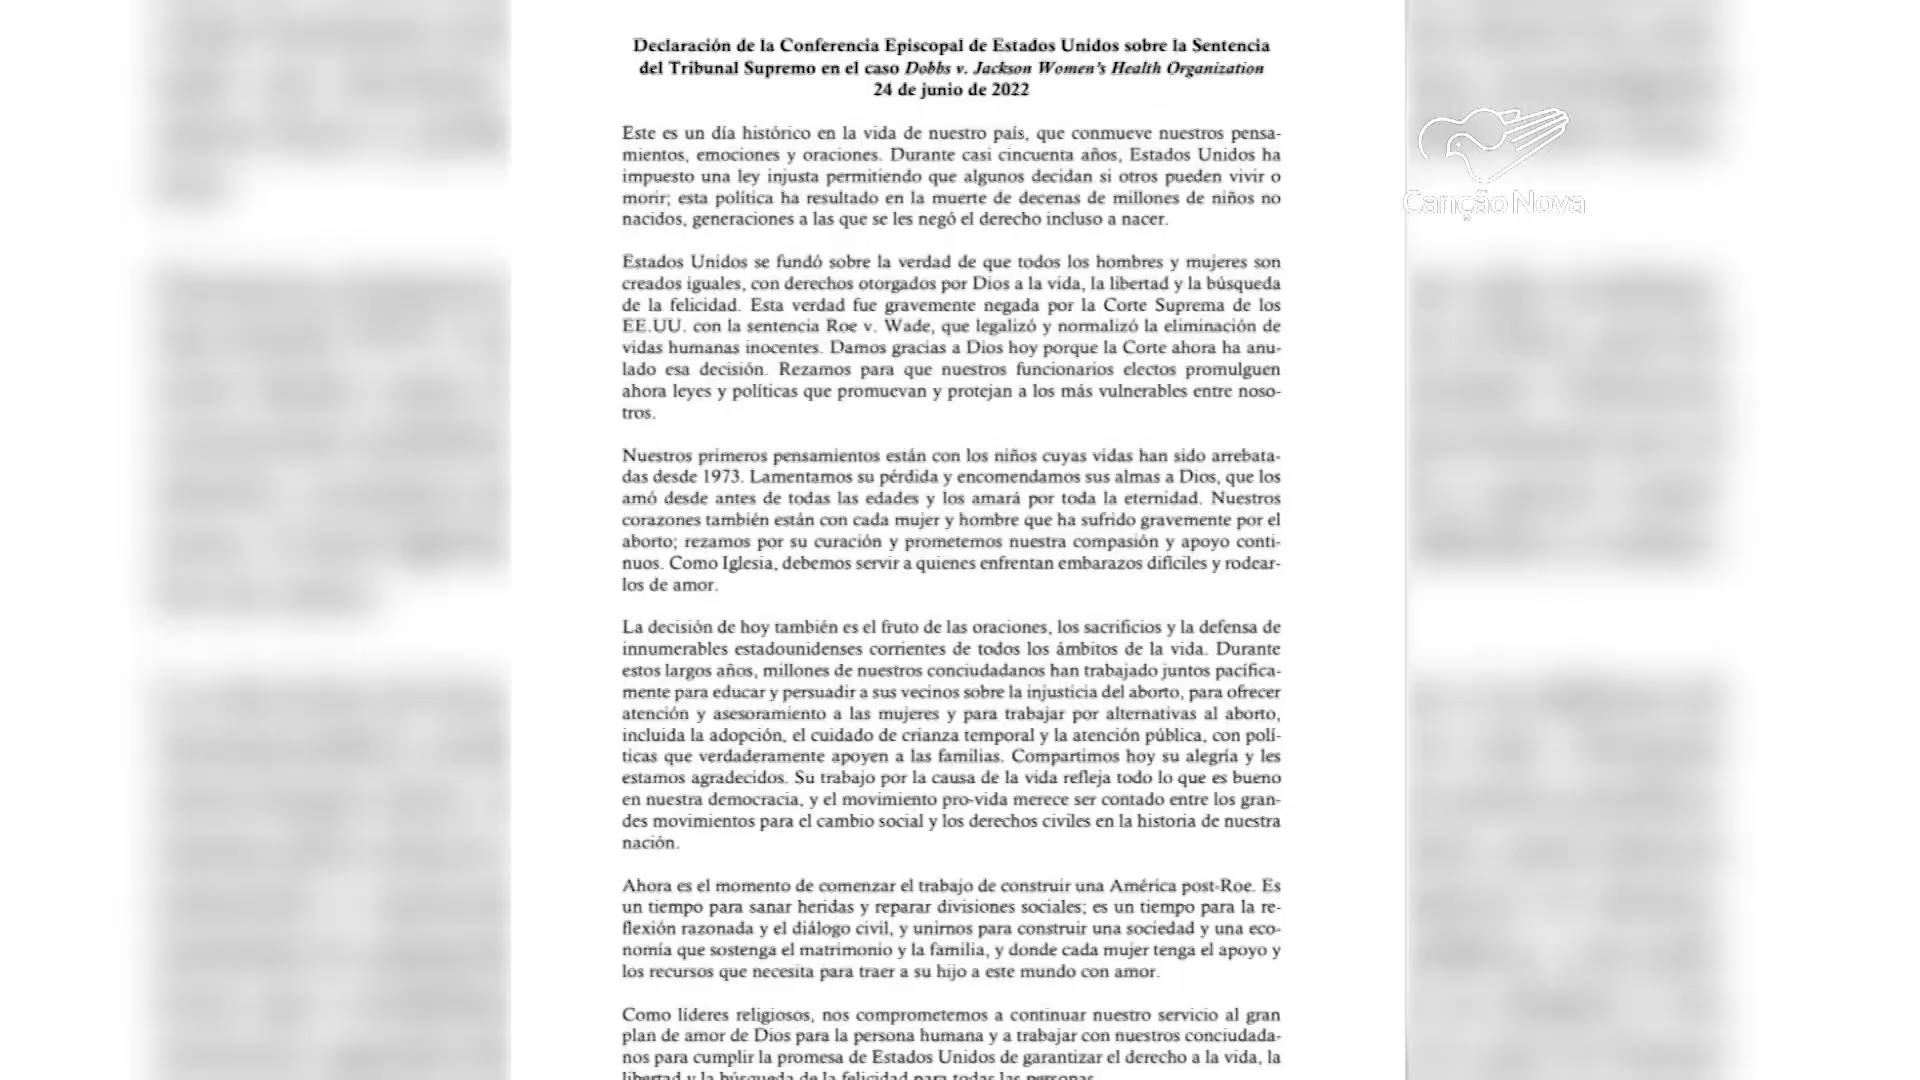 Declaración de la Conferencia Episcopal de Estados Unidos sobre la Sentencia
del Tribunal Supremo en el caso Dobbs v. Jackson Women's Health Organization
24 de junio de 2022
Este es un día histórico en la vida de nuestro país, que conmueve nuestros pensa-
mientos, emociones y oraciones. Durante casi cincuenta años, Estados Unidos ha
impuesto una ley injusta permitiendo que algunos decidan si otros pueden vivir o
morir; esta política ha resultado en la muerte de decenas de millones de niños no
nacidos, generaciones a las que se les negó el derecho incluso a nacer.
Estados Unidos se fundó sobre la verdad de que todos los hombres y mujeres son
creados iguales, con derechos otorgados por Dios a la vida, la libertad y la búsqueda
de la felicidad. Esta verdad fue gravemente negada por la Corte Suprema de los
EE.UU. con la sentencia Roe v. Wade, que legalizó y normalizó la eliminación de
vidas humanas inocentes. Damos gracias a Dios hoy porque la Corte ahora ha anu-
lado esa decisión. Rezamos para que nuestros funcionarios electos promulguen
ahora leyes y políticas que promuevan y protejan a los más vulnerables entre noso-
tros.
Nuestros primeros pensamientos están con los niños cuyas vidas han sido arrebata-
das desde 1973. Lamentamos su pérdida y encomendamos sus almas a Dios, que los
amó desde antes de todas las edades y los amará por toda la eternidad. Nuestros
corazones también están con cada mujer y hombre que ha sufrido gravemente por el
aborto; rezamos por su curación y prometemos nuestra compasión y apoyo conti-
nuos. Como Iglesia, debemos servir a quienes enfrentan embarazos difíciles y rodear-
los de amor.
La decisión de hoy también es el fruto de las oraciones, los sacrificios y la defensa de
innumerables estadounidenses corrientes de todos los ámbitos de la vida. Durante
estos largos años, millones de nuestros conciudadanos han trabajado juntos pacífica-
mente para educar y persuadir a sus vecinos sobre la injusticia del aborto, para ofrecer
atención y asesoramiento a las mujeres y para trabajar por alternativas al aborto,
incluida la adopción, el cuidado de crianza temporal y la atención pública, con polí-
ticas que verdaderamente apoyen a las familias. Compartimos hoy su alegría y les
estamos agradecidos. Su trabajo por la causa de la vida refleja todo lo que es bueno
en nuestra democracia, y el movimiento pro-vida merece ser contado entre los gran-
des movimientos para el cambio social y los derechos civiles en la historia de nuestra
nación.
Ahora es el momento de comenzar el trabajo de construir una América post-Roe. Es
un tiempo para sanar heridas y reparar divisiones sociales; es un tiempo para la re-
flexión razonada y el diálogo civil, y unirnos para construir una sociedad y una eco-
nomía que sostenga el matrimonio y la familia, y donde cada mujer tenga el apoyo y
los recursos que necesita para traer a su hijo a este mundo con amor.
Como líderes religiosos, nos comprometemos a continuar nuestro servicio al gran
plan de amor de Dios para la persona humana y a trabajar con nuestros conciudada-
nos para cumplir la promesa de Estados Unidos de garantizar el derecho a la vida, la
libertad y la búsqueda de la felicidad para todas las personas.
Canção Nova